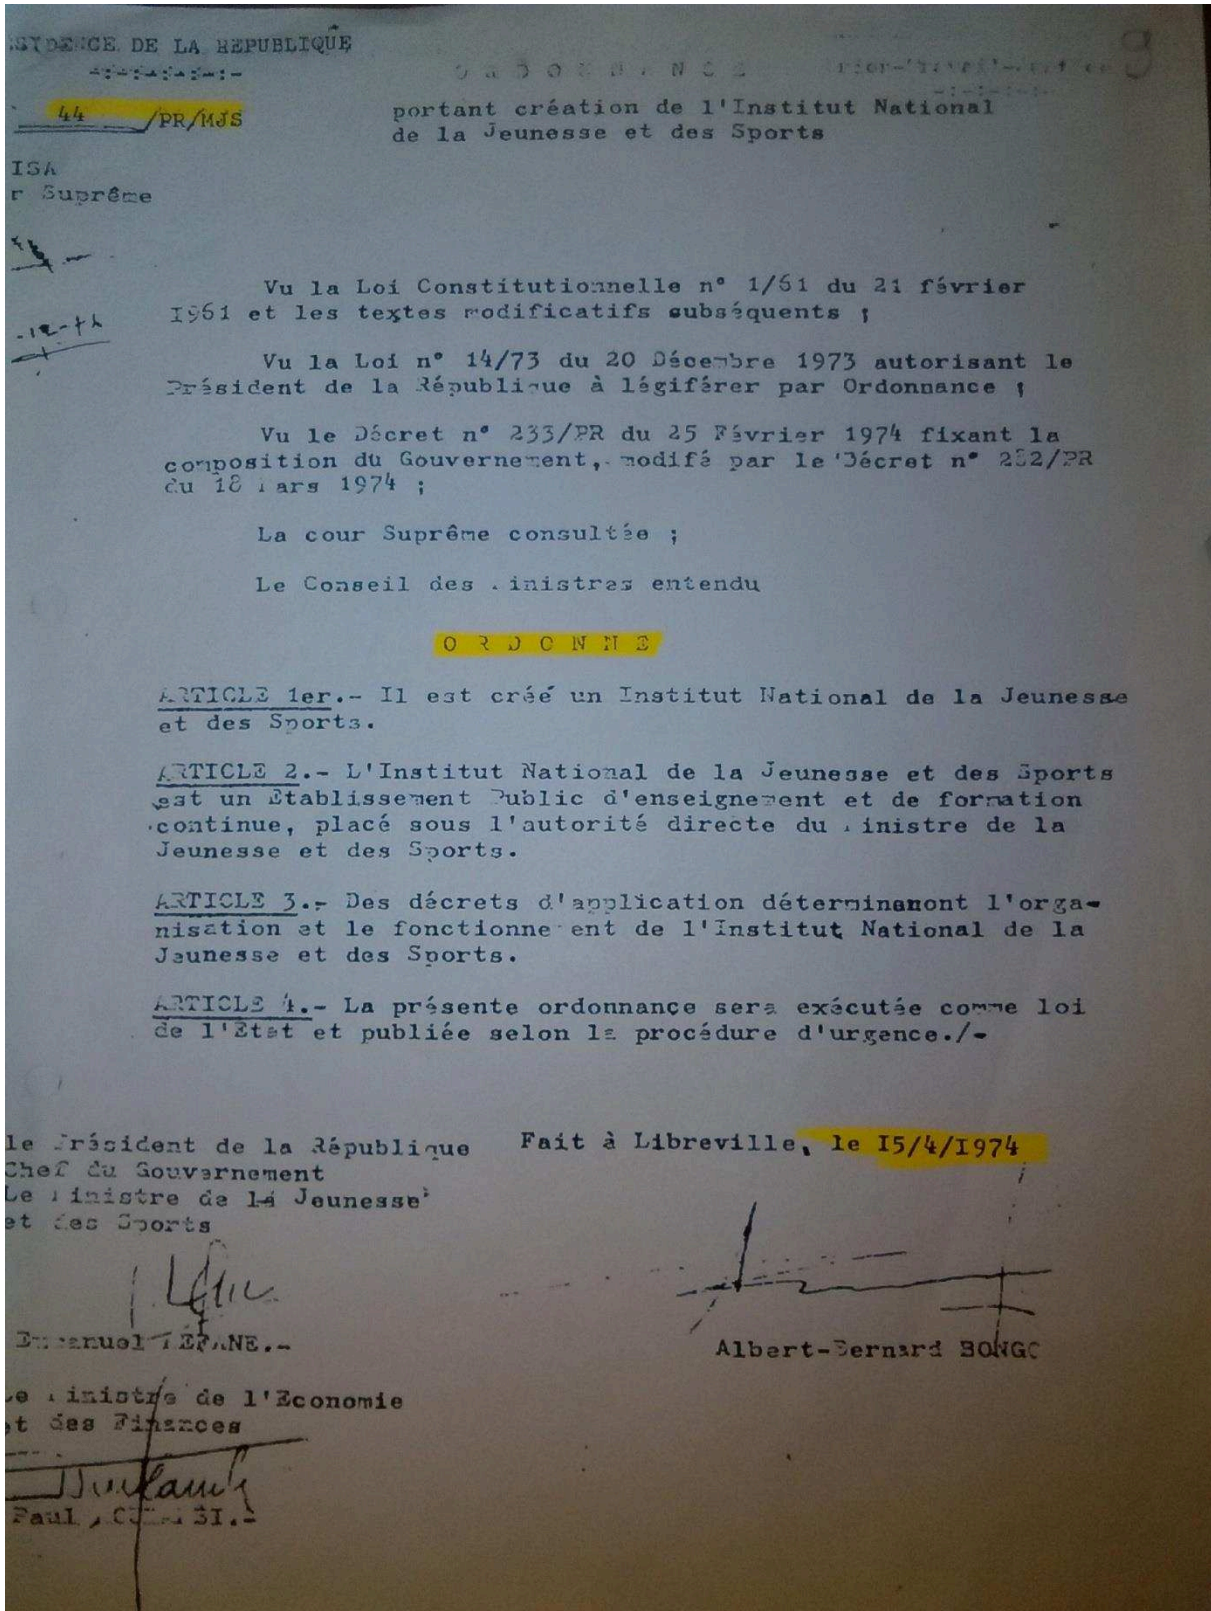 DE LA REPUBLIQUE
ORDONNANCE
44 /PR/MJS
portant création de l'Institut National
de la Jeunesse et des Sports
ISA
r Suprême
Vu la Loi Constitutionnelle n° 1/61 du 21 février
I961 et les textes modificatifs subséquents ;
Vu la Loi n° 14/73 du 20 Décembre 1973 autorisant le
Président de la République à légiférer par Ordonnance ;
Vu le Décret n° 233/PR du 25 Février 1974 fixant la
composition du Gouvernement, modifé par le Décret n° /PR
du 18 Mars 1974 ;
La cour Suprême consultée ;
Le Conseil des Ministres entendu
ORDONNE
ARTICLE 1er.- Il est créé un Institut National de la Jeunesse
et des Sports.
ARTICLE 2.- L'Institut National de la Jeunesse et des Sports
est un Etablissement Public d'enseignement et de formation
continue, placé sous l'autorité directe du Ministre de la
Jeunesse et des Sports.
ARTICLE 3.- Des décrets d'application l'orga-
nisation et le fonctionnement de l'Institut National de la
Jeunesse et des Sports.
ARTICLE 4.- La présente ordonnance sera exécutée comme loi
de l'Etat et publiée selon la procédure d'urgence./-
le Président de la République
Chef du Gouvernement
Fait à Libreville, le I5/4/I974
Le Ministre de la Jeunesse
et des Sports
Emmanuel MEFANE.-
Albert-Bernard BONGO
Le Ministre de l'Economie
et des Finances
Paul